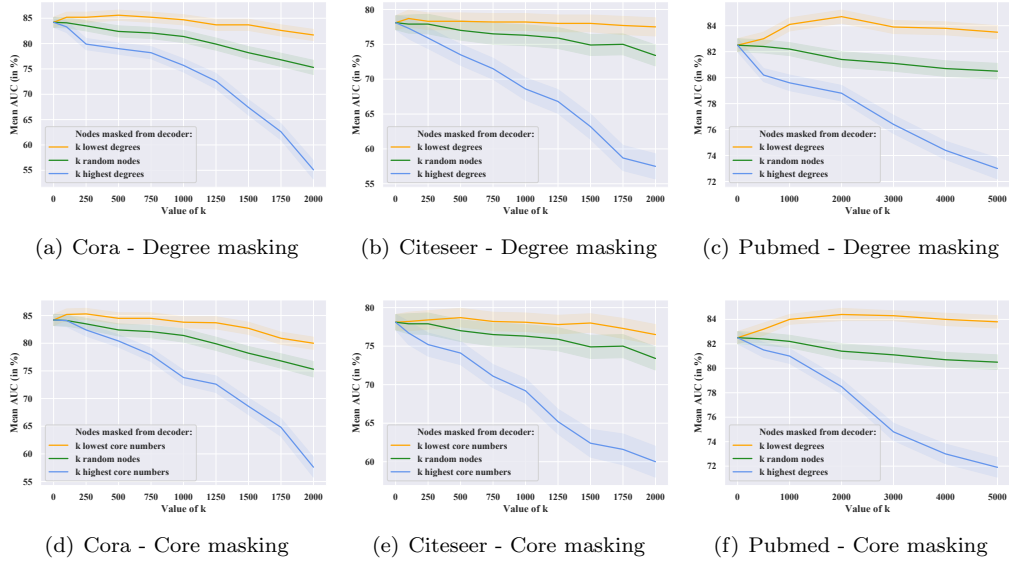 Mean AUC (in %)
85
80
75
70
65
60
55
Nodes masked from decoder:
k lowest degrees
k random nodes
k highest degrees
0 250 500 750 1000 1250 1500 1750 2000
Value of k
(a) Cora - Degree masking
Mean AUC (in %)
80
75
70
65
60
55
Nodes masked from decoder:
k lowest degrees
k random nodes
k highest degrees
0 250 500 750 1000 1250 1500 1750 2000
Value of k
(b) Citeseer - Degree masking
Mean AUC (in %)
84
82
80
78
76
74
72
Nodes masked from decoder:
k lowest degrees
k random nodes
k highest degrees
0 1000 2000 3000 4000 5000
Value of k
(c) Pubmed - Degree masking
Mean AUC (in %)
85
80
75
70
65
60
55
Nodes masked from decoder:
k lowest core numbers
k random nodes
k highest core numbers
0 250 500 750 1000 1250 1500 1750 2000
Value of k
(d) Cora - Core masking
Mean AUC (in %)
80
75
70
65
60
Nodes masked from decoder:
k lowest core numbers
k random nodes
k highest core numbers
0 250 500 750 1000 1250 1500 1750 2000
Value of k
(e) Citeseer - Core masking
Mean AUC (in %)
84
82
80
78
76
74
72
Nodes masked from decoder:
k lowest degrees
k random nodes
k highest degrees
0 1000 2000 3000 4000 5000
Value of k
(f) Pubmed - Core masking